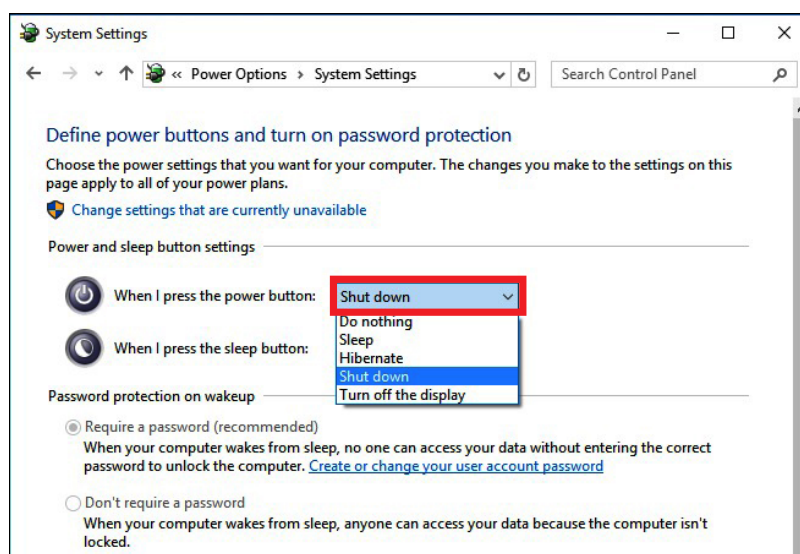 System Settings
« Power Options › System Settings
Search Control Panel
Define power buttons and turn on password protection
Choose the power settings that you want for your computer. The changes you make to the settings on this
page apply to all of your power plans.
Change settings that are currently unavailable
Power and sleep button settings
When I press the power button: Shut down
Do nothing
Sleep
When I press the sleep button:
Hibernate
Shut down
Turn off the display
Password protection on wakeup
Require a password (recommended)
When your computer wakes from sleep, no one can access your data without entering the correct
password to unlock the computer. Create or change your user account password
Don't require a password
When your computer wakes from sleep, anyone can access your data because the computer isn't
locked.